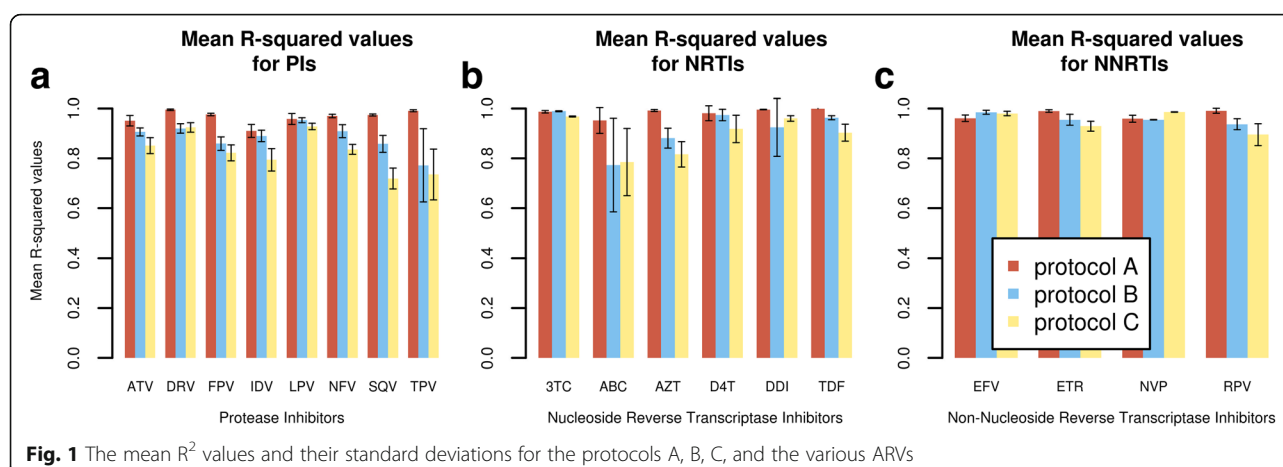 a
Mean R-squared values
for PIs
Mean R-squared values
0.0
0.2
0.4
0.6
0.8
1.0
ATV DRV FPV IDV LPV NFV SQV TPV
Protease Inhibitors
b
Mean R-squared values
for NRTIs
0.0
0.2
0.4
0.6
0.8
1.0
3TC ABC AZT D4T DDI TDF
Nucleoside Reverse Transcriptase Inhibitors
c
Mean R-squared values
for NNRTIs
0.0
0.2
0.4
0.6
0.8
1.0
protocol A
protocol B
protocol C
EFV ETR NVP RPV
Non-Nucleoside Reverse Transcriptase Inhibitors
Fig. 1 The mean R² values and their standard deviations for the protocols A, B, C, and the various ARVs